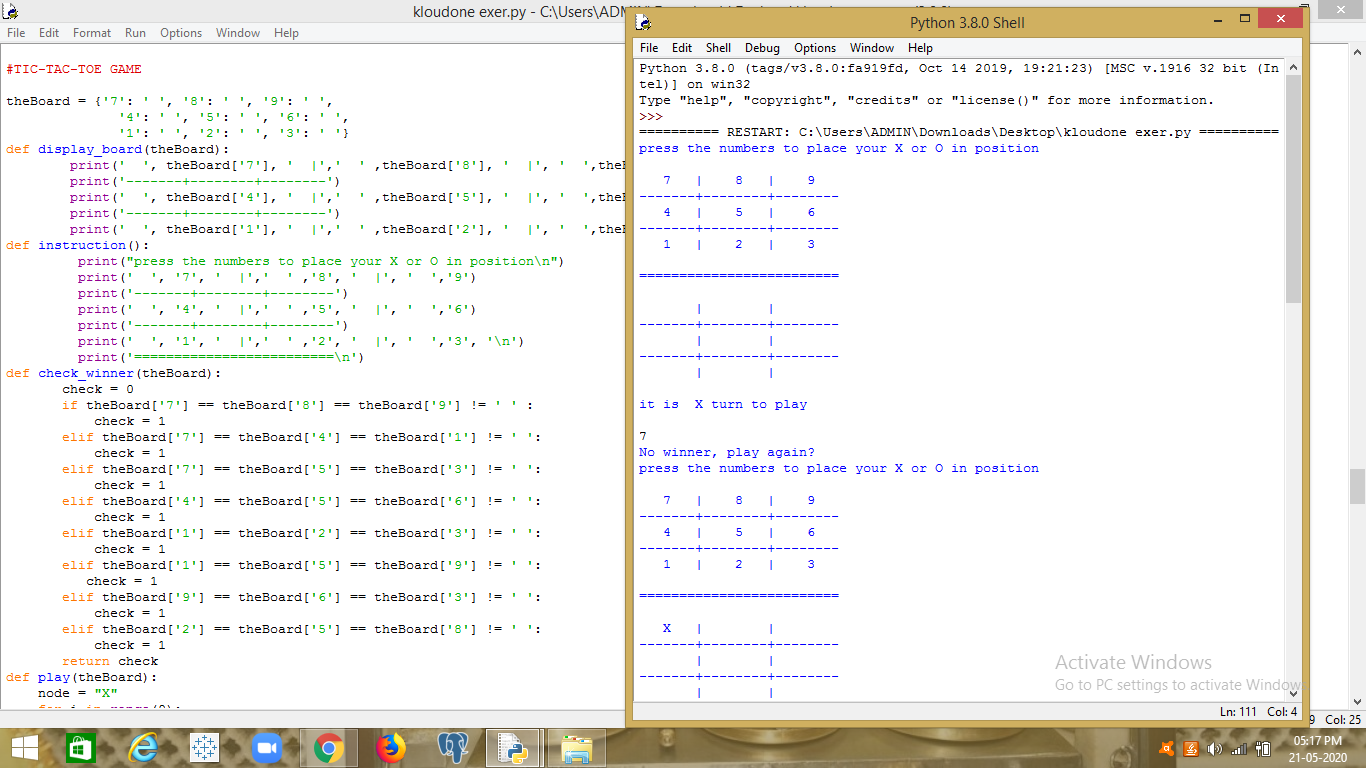 kloudone exer.py - C:\Users\ADMI
File Edit Format Run Options Window Help
#TIC-TAC-TOE GAME
theBoard = {'7': ' ', '8': ' ', '9': ' ',
'4': ' ', '5': ' ', '6': ' ',
'1': ' ', '2': ' ', '3': ' '}
def display_board(theBoard):
print('   ', theBoard['7'], '   |','   ' ,theBoard['8'], '   |', '   ',theB
print('-------+--------+--------')
print('   ', theBoard['4'], '   |','   ' ,theBoard['5'], '   |', '   ',theB
print('-------+--------+--------')
print('   ', theBoard['1'], '   |','   ' ,theBoard['2'], '   |', '   ',theB
def instruction():
print("press the numbers to place your X or O in position\n")
print('   ', '7', '   |','   ' ,'8', '   |', '   ','9')
print('-------+--------+--------')
print('   ', '4', '   |','   ' ,'5', '   |', '   ','6')
print('-------+--------+--------')
print('   ', '1', '   |','   ' ,'2', '   |', '   ','3', '\n')
print('=========================\n')
def check_winner(theBoard):
check = 0
if theBoard['7'] == theBoard['8'] == theBoard['9'] != ' ' :
check = 1
elif theBoard['7'] == theBoard['4'] == theBoard['1'] != ' ':
check = 1
elif theBoard['7'] == theBoard['5'] == theBoard['3'] != ' ':
check = 1
elif theBoard['4'] == theBoard['5'] == theBoard['6'] != ' ':
check = 1
elif theBoard['1'] == theBoard['2'] == theBoard['3'] != ' ':
check = 1
elif theBoard['1'] == theBoard['5'] == theBoard['9'] != ' ':
check = 1
elif theBoard['9'] == theBoard['6'] == theBoard['3'] != ' ':
check = 1
elif theBoard['2'] == theBoard['5'] == theBoard['8'] != ' ':
check = 1
return check
def play(theBoard):
node = "X"
Python 3.8.0 Shell
File Edit Shell Debug Options Window Help
Python 3.8.0 (tags/v3.8.0:fa919fd, Oct 14 2019, 19:21:23) [MSC v.1916 32 bit (In
tel)] on win32
Type "help", "copyright", "credits" or "license()" for more information.
>>>
========== RESTART: C:\Users\ADMIN\Downloads\Desktop\kloudone exer.py ==========
press the numbers to place your X or O in position
7 | 8 | 9
-------+--------+--------
4 | 5 | 6
-------+--------+--------
1 | 2 | 3
=========================
| |
-------+--------+--------
| |
-------+--------+--------
| |
it is  X turn to play
7
No winner, play again?
press the numbers to place your X or O in position
7 | 8 | 9
-------+--------+--------
4 | 5 | 6
-------+--------+--------
1 | 2 | 3
=========================
X | |
-------+--------+--------
| |
-------+--------+--------
| |
Activate Windows
Go to PC settings to activate Windows
Ln: 111 Col: 4
9 Col: 25
05:17 PM
21-05-2020